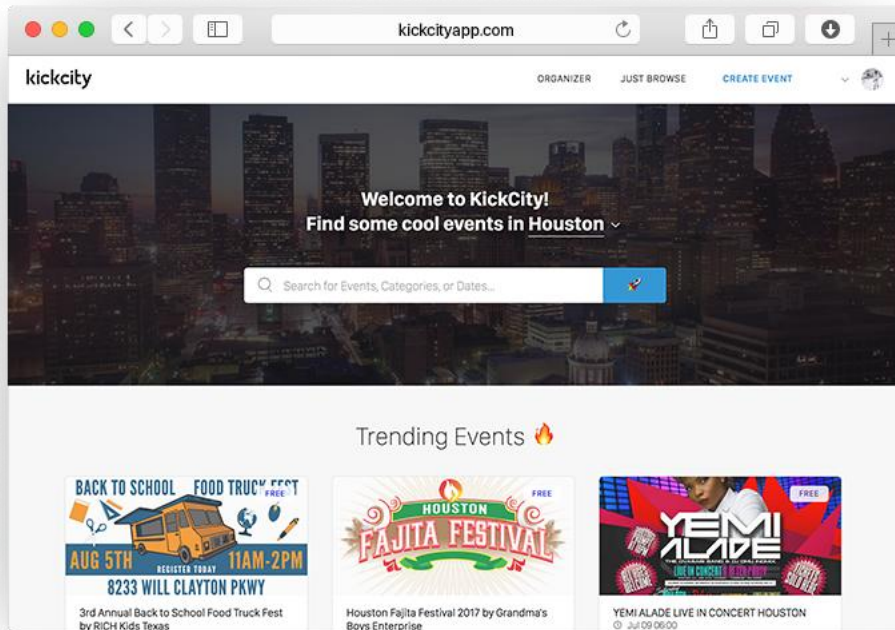 kickcityapp.com
kickcity
ORGANIZER
JUST BROWSE
CREATE EVENT
Welcome to KickCity!
Find some cool events in Houston
Search for Events, Categories, or Dates...
Trending Events
BACK TO SCHOOL FOOD TRUCK FEST
FREE
AUG 5TH
REGISTER TODAY
11AM-2PM
8233 WILL CLAYTON PKWY
3rd Annual Back to School Food Truck Fest
by RICH Kids Texas
FREE
HOUSTON
FAJITA FESTIVAL
Houston Fajita Festival 2017 by Grandma's
Boys Enterprise
FREE
YEMI
ALADE
LIVE IN CONCERT & AFTER PARTY
YEMI ALADE LIVE IN CONCERT HOUSTON
Jul 09 06:00